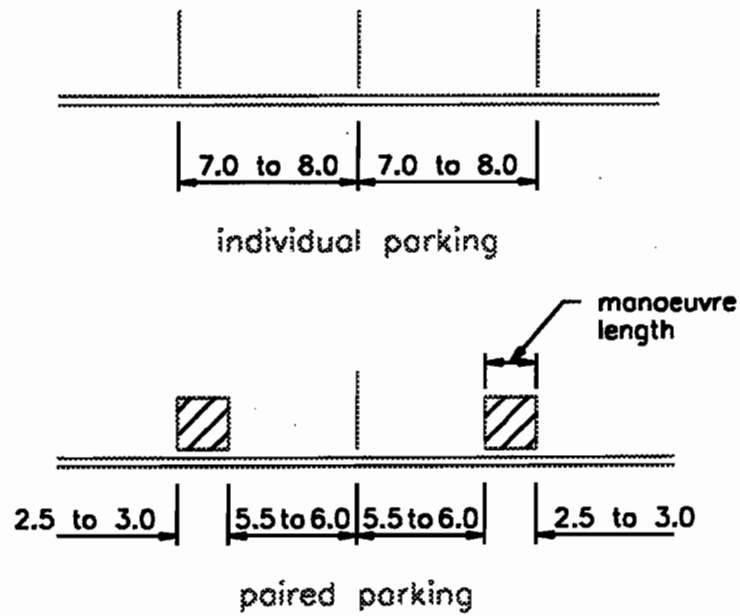 7.0 to 8.0 7.0 to 8.0
individual parking
manoeuvre
length
2.5 to 3.0 5.5 to 6.0 5.5 to 6.0 2.5 to 3.0
paired parking